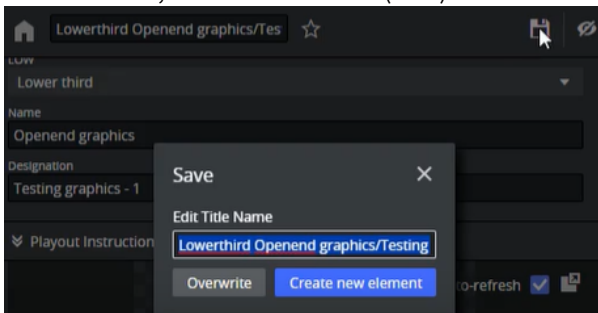 Lowerthird Openend graphics/Tes
LOW
Lower third
Name
Openend graphics
Designation
Testing graphics - 1
Save
Edit Title Name
Lowerthird Openend graphics/Testing
Playout Instruction
Overwrite
Create new element
o-refresh